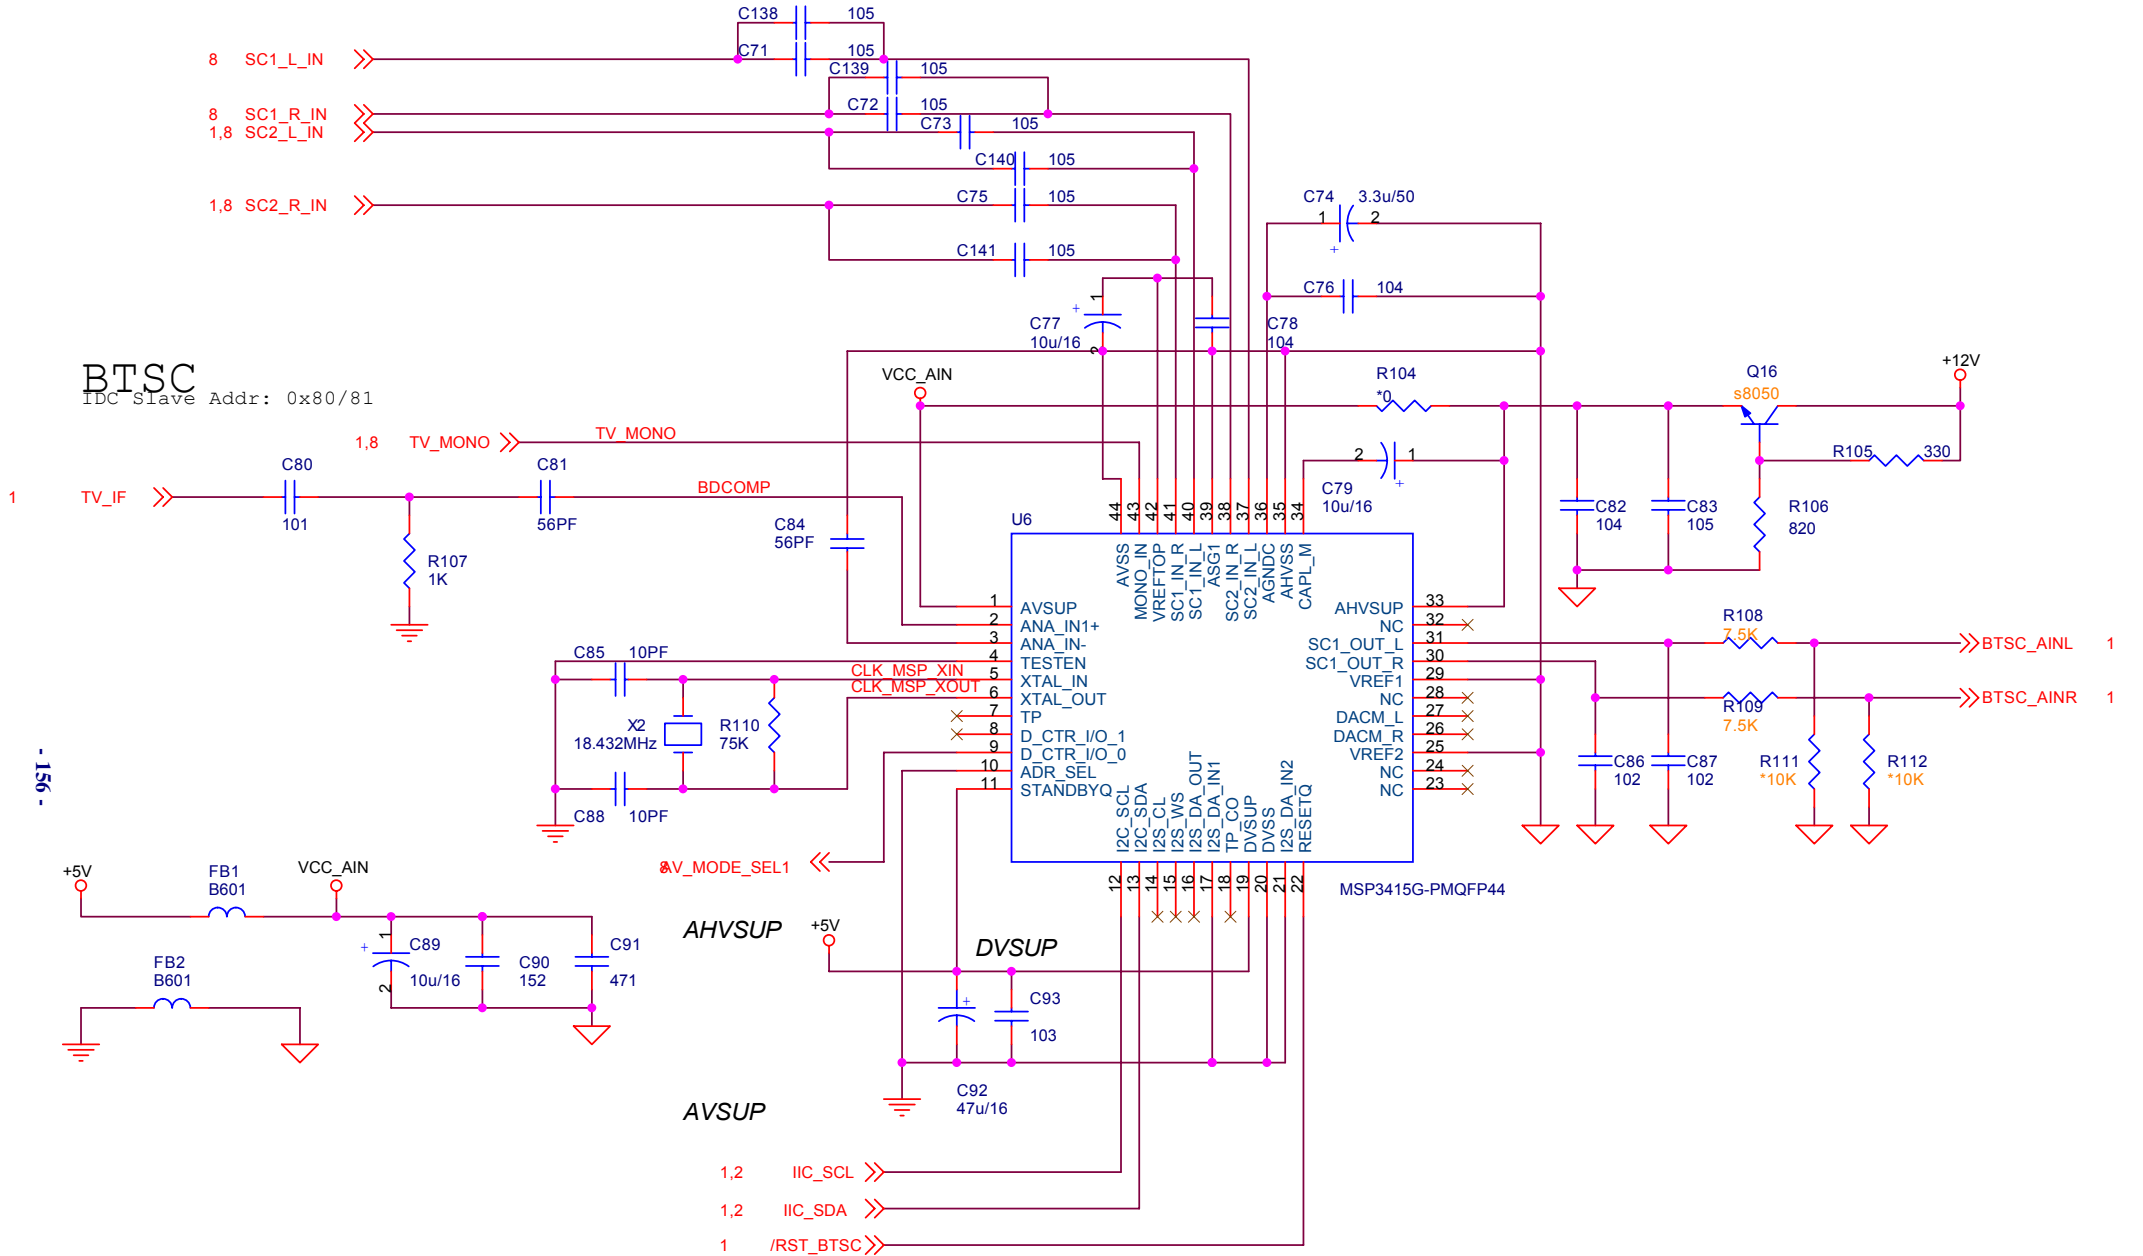 C138 105
8 SC1_L_IN C71 105
C139 105
8 SC1_R_IN C72 105
1,8 SC2_L_IN C73 105
C140 105
1,8 SC2_R_IN C75 105
C141 105
C74 3.3u/50
1 2
+
C76 104
1
+
C77
10u/16
2
C78
104
BTSC
IDC Slave Addr: 0x80/81
VCC_AIN
R104
*0
Q16
s8050
+12V
1,8 TV_MONO TV_MONO
2 1
+
C79
10u/16
R105 330
C80
101
C81
56PF
1 TV_IF
BDCOMP
C84
56PF
R107
1K
C82
104
C83
105
R106
820
U6
44 43 42 41 40 39 38 37 36 35 34
AVSS
MONO_IN
VREFTOP
SC1_IN_R
SC1_IN_L
ASG1
SC2_IN_R
SC2_IN_L
AGNDC
AHVSS
CAPL_M
1 AVSUP
2 ANA_IN1+
3 ANA_IN-
4 TESTEN
5 XTAL_IN
6 XTAL_OUT
7 TP
8 D_CTR_I/O_1
9 D_CTR_I/O_0
10 ADR_SEL
11 STANDBYQ
AHVSUP 33
NC 32
SC1_OUT_L 31
SC1_OUT_R 30
VREF1 29
NC 28
DACM_L 27
DACM_R 26
VREF2 25
NC 24
NC 23
I2C_SCL
I2C_SDA
I2S_CL
I2S_WS
I2S_DA_OUT
I2S_DA_IN1
TP_CO
DVSUP
DVSS
I2S_DA_IN2
RESETQ
12 13 14 15 16 17 18 19 20 21 22
MSP3415G-PMQFP44
C85 10PF
CLK_MSP_XIN
CLK_MSP_XOUT
X2
18.432MHz
R110
75K
C88 10PF
R108
7.5K
BTSC_AINL 1
R109
7.5K
BTSC_AINR 1
C86
102
C87
102
R111
*10K
R112
*10K
- 156 -
8 AV_MODE_SEL1
+5V
FB1
B601
VCC_AIN
1
+
C89
10u/16
2
C90
152
C91
471
FB2
B601
AHVSUP
+5V
DVSUP
+
C93
103
C92
47u/16
AVSUP
1,2 IIC_SCL
1,2 IIC_SDA
1 /RST_BTSC